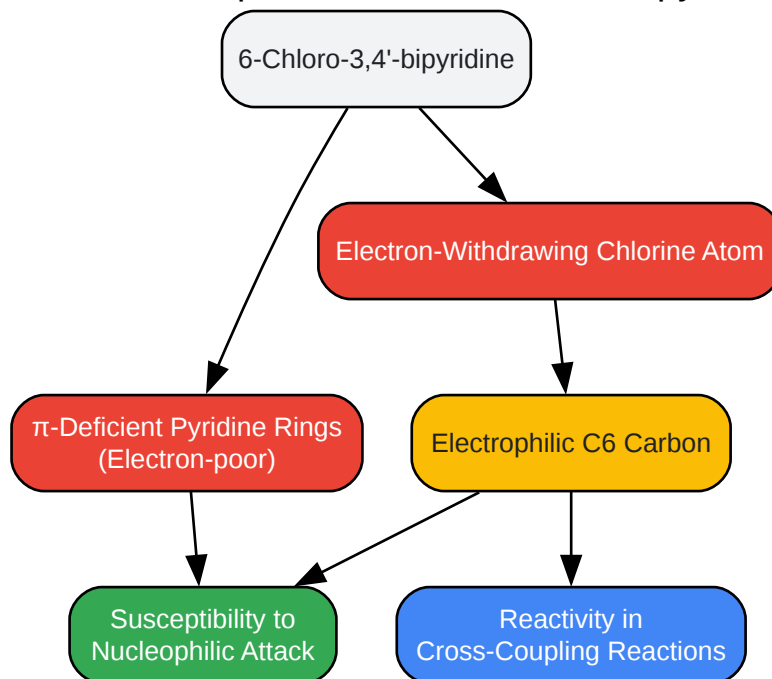 6-Chloro-3,4'-bipyridine
Electron-Withdrawing Chlorine Atom
π-Deficient Pyridine Rings
(Electron-poor)
Electrophilic C6 Carbon
Susceptibility to
Nucleophilic Attack
Reactivity in
Cross-Coupling Reactions